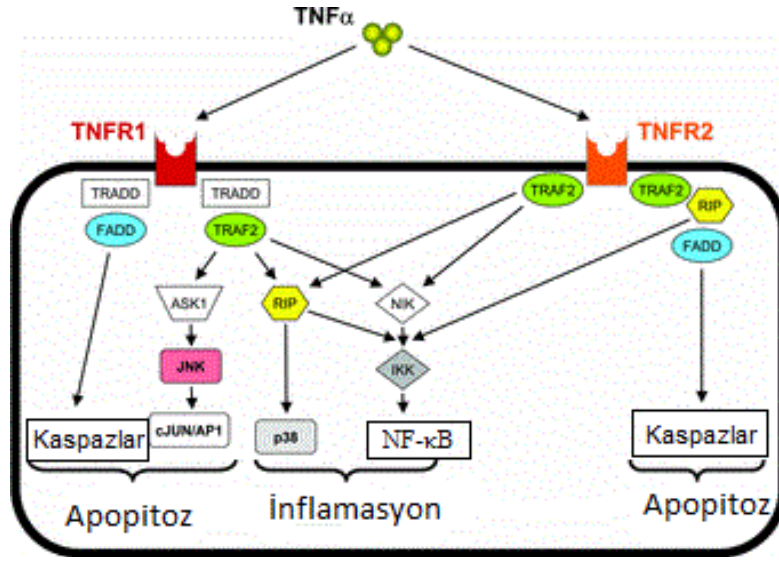 TNFα
TNFR1
TNFR2
TRADD
TRADD
TRAF2
TRAF2
RIP
FADD
TRAF2
FADD
ASK1
RIP
NIK
JNK
IKK
Kaspazlar
cJUN/AP1
p38
NF-κB
Kaspazlar
Apopitoz
İnflamasyon
Apopitoz